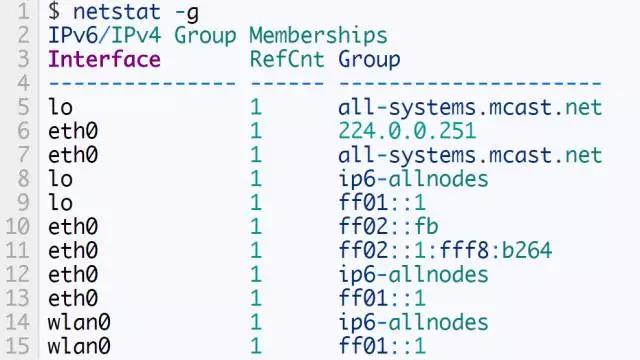 1 $ netstat -g
2 IPv6/IPv4 Group Memberships
3 Interface RefCnt Group
4 --------------- ------ ---------------------
5 lo 1 all-systems.mcast.net
6 eth0 1 224.0.0.251
7 eth0 1 all-systems.mcast.net
8 lo 1 ip6-allnodes
9 lo 1 ff01::1
10 eth0 1 ff02::fb
11 eth0 1 ff02::1:fff8:b264
12 eth0 1 ip6-allnodes
13 eth0 1 ff01::1
14 wlan0 1 ip6-allnodes
15 wlan0 1 ff01::1